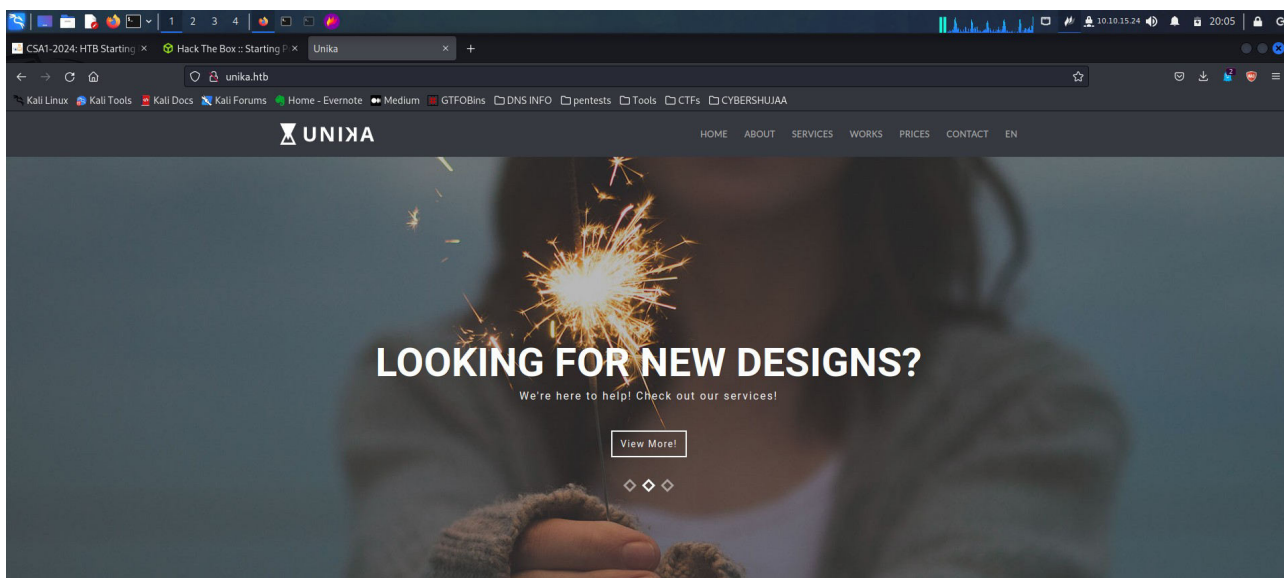 1 2 3 4 10.10.15.24 20:05
CSA1-2024: HTB Starting Hack The Box :: Starting P Unika
unika.htb
Kali Linux Kali Tools Kali Docs Kali Forums Home - Evernote Medium GTFOBins DNS INFO pentests Tools CTFs CYBERSHUJAA
UNIKA HOME ABOUT SERVICES WORKS PRICES CONTACT EN
LOOKING FOR NEW DESIGNS?
We're here to help! Check out our services!
View More!